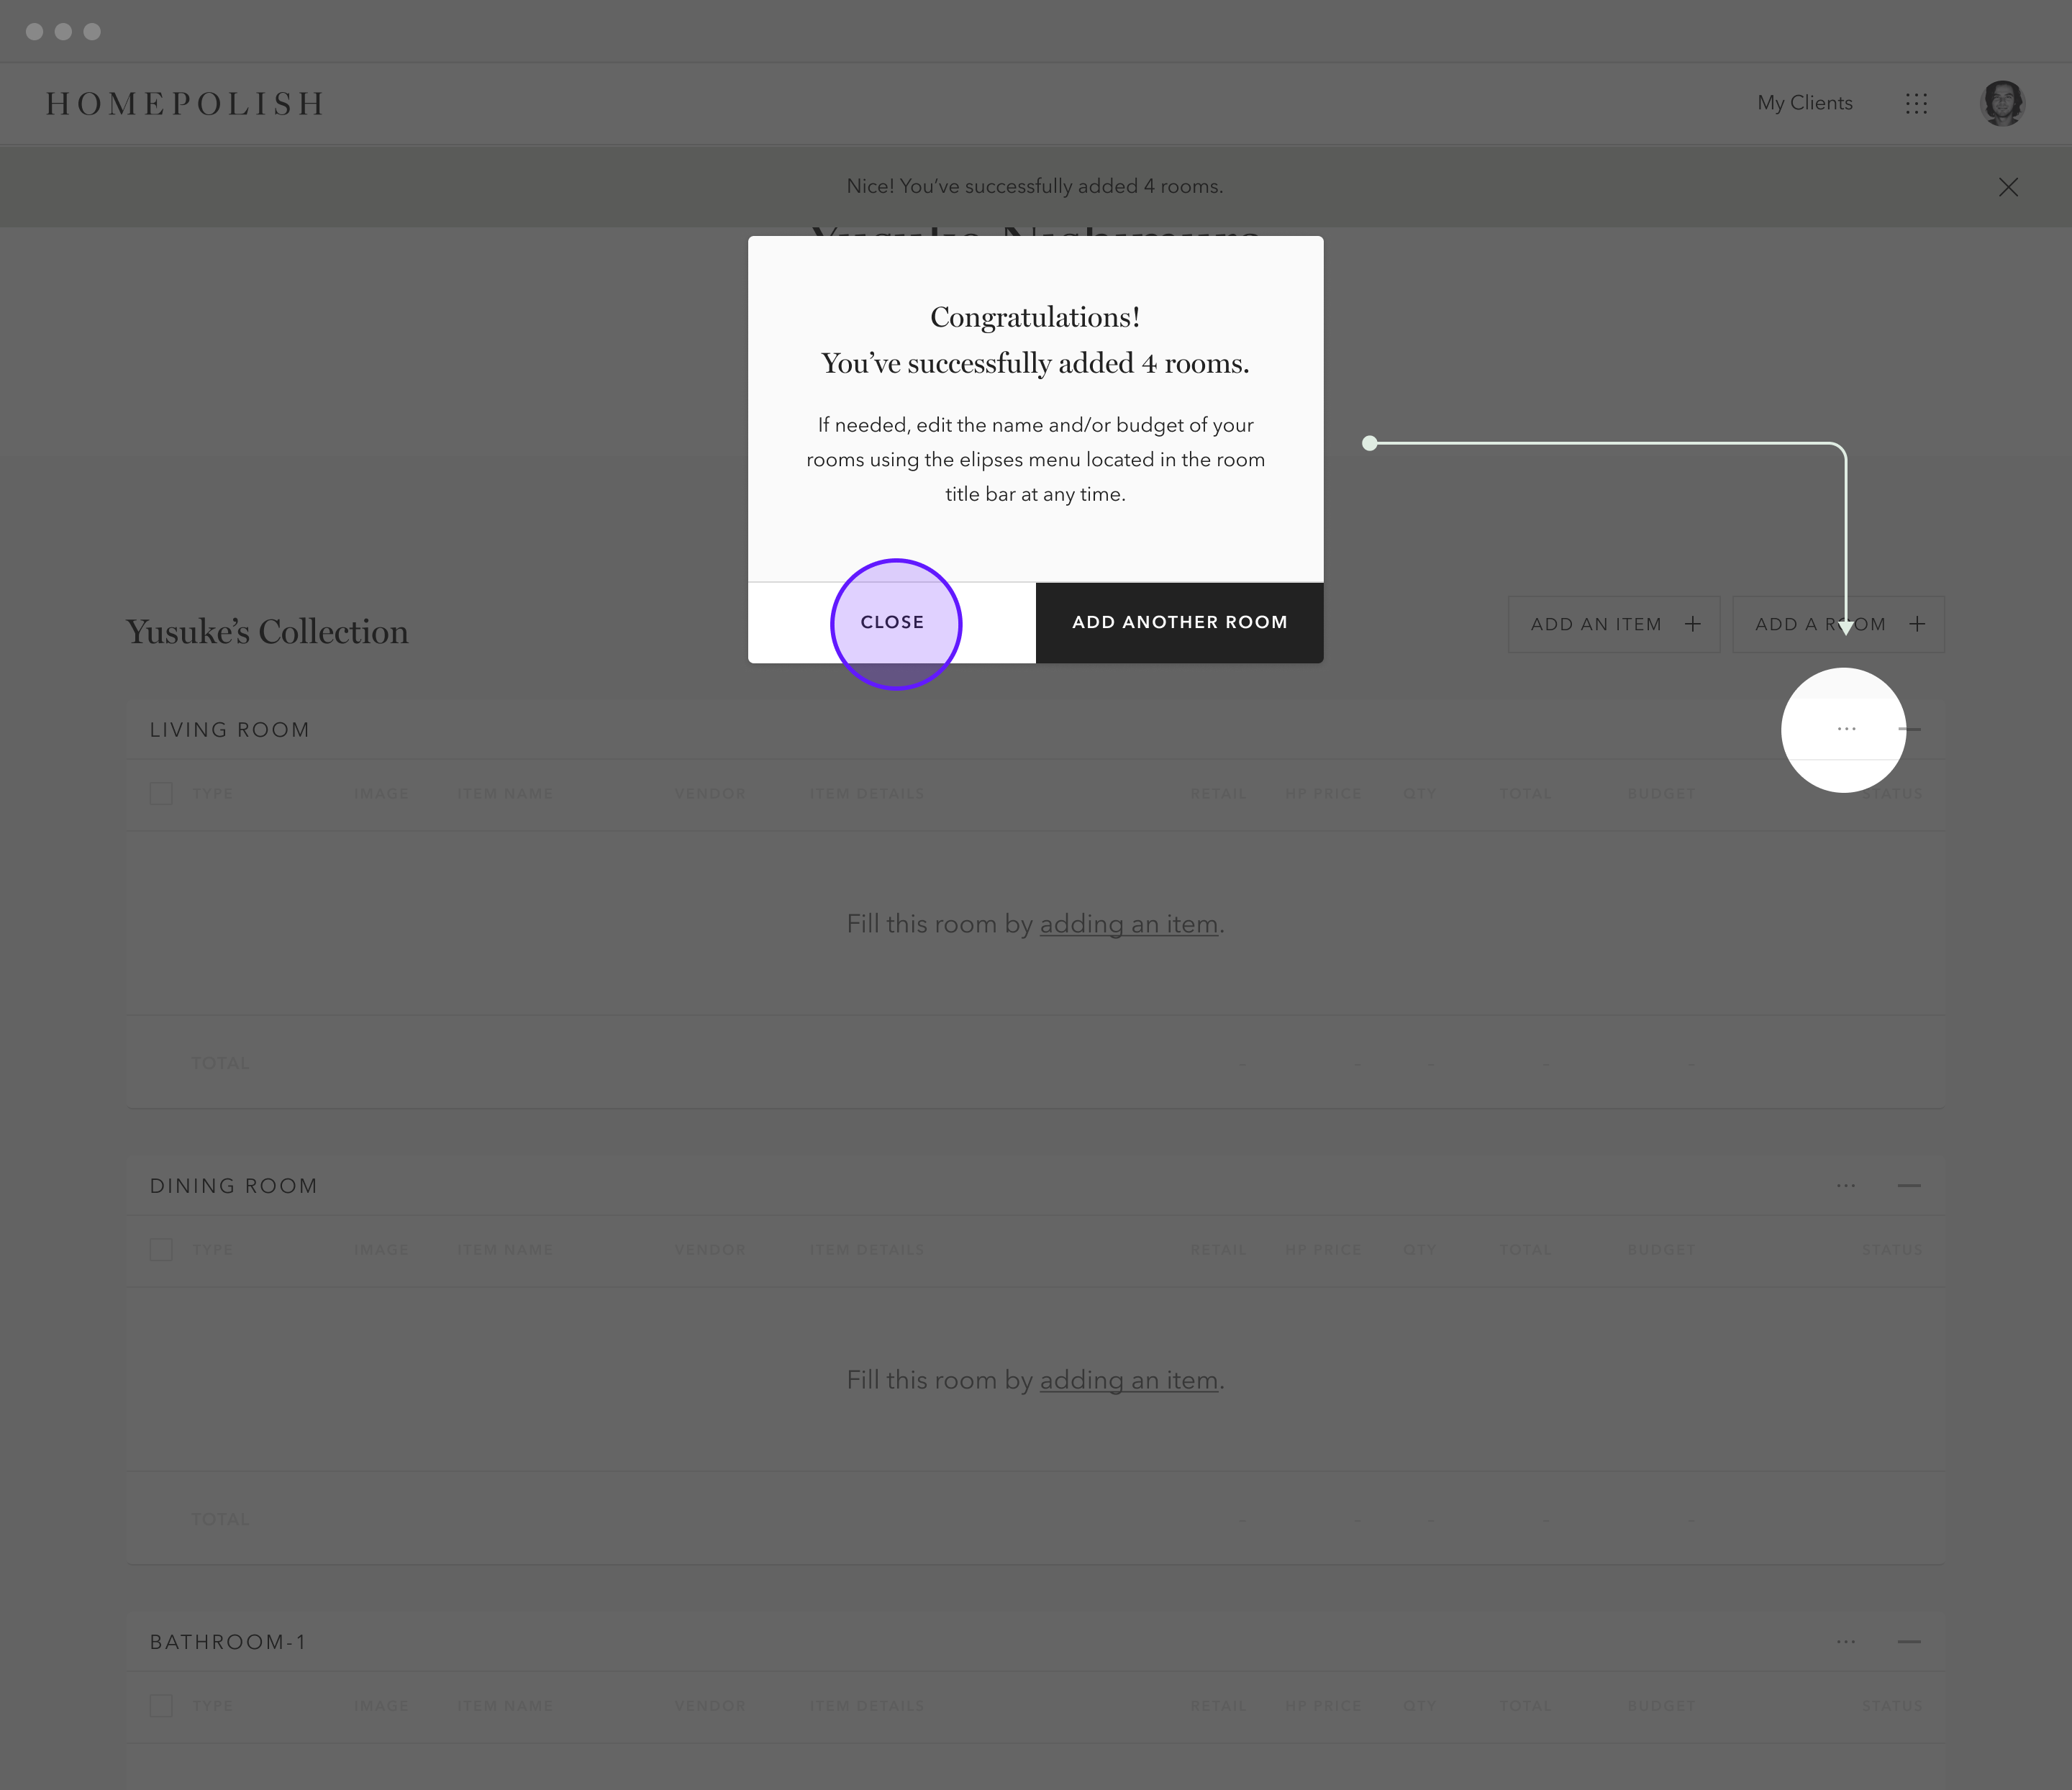 HOMEPOLISH
My Clients
Nice! You’ve successfully added 4 rooms.
Congratulations!
You’ve successfully added 4 rooms.
If needed, edit the name and/or budget of your
rooms using the elipses menu located in the room
title bar at any time.
CLOSE
ADD ANOTHER ROOM
Yusuke’s Collection
ADD AN ITEM +
ADD A ROOM +
LIVING ROOM
TYPE IMAGE ITEM NAME VENDOR ITEM DETAILS RETAIL HP PRICE QTY TOTAL BUDGET STATUS
Fill this room by adding an item.
TOTAL - - - - -
DINING ROOM
TYPE IMAGE ITEM NAME VENDOR ITEM DETAILS RETAIL HP PRICE QTY TOTAL BUDGET STATUS
Fill this room by adding an item.
TOTAL - - - - -
BATHROOM-1
TYPE IMAGE ITEM NAME VENDOR ITEM DETAILS RETAIL HP PRICE QTY TOTAL BUDGET STATUS